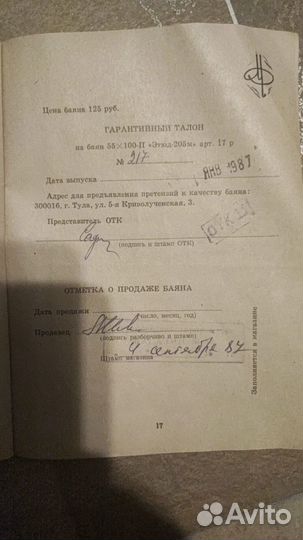 Цена баяна 125 руб.
ГАРАНТИЙНЫЙ ТАЛОН
на баян 55×100-II «Этюд-205м» арт. 17 р
№ 217
Дата выпуска ЯНВ 1987
Адрес для предъявления претензий к качеству баяна:
300016, г. Тула, ул. 5-я Криволученская, 3.
Представитель ОТК
(подпись и штамп ОТК)
ОТМЕТКА О ПРОДАЖЕ БАЯНА
Дата продажи
(число, месяц, год)
Продавец
(подпись разборчиво и штамп)
4 сентября 87
Штамп магазина
Заполняется в магазине
17
Avito